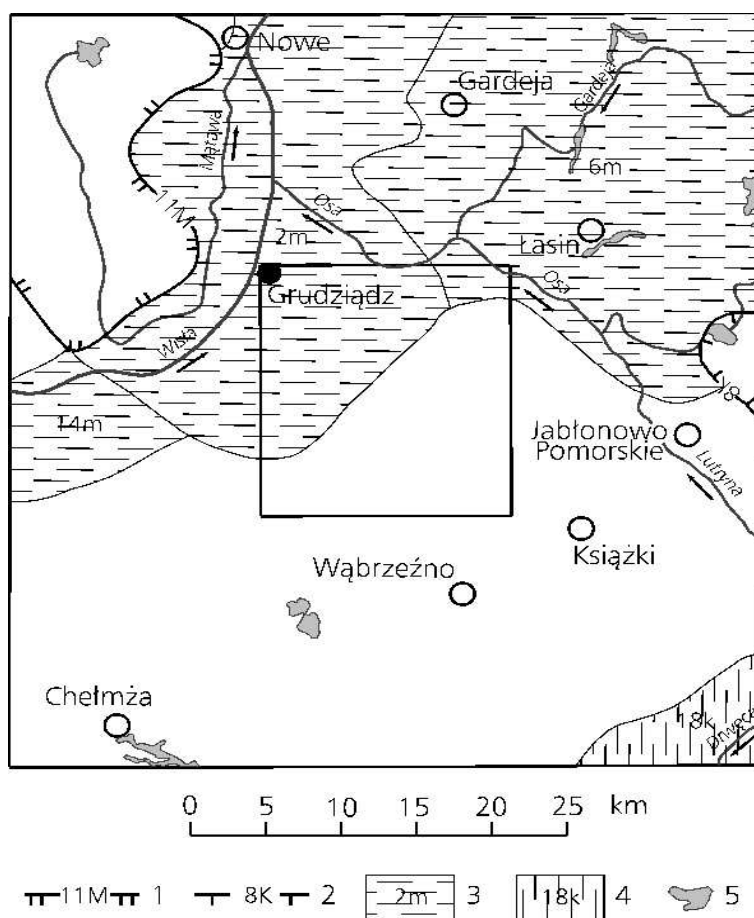 Nowe
Gardeja
Gardeja
Mątawa
6m
11M
Osa
2m
Łasin
Osa
Grudziądz
Wisła
14m
Jabłonowo
Pomorskie
Lutryna
Książki
Wąbrzeźno
Chełmża
18k
0 5 10 15 20 25 km
11M 1 8K 2 2m 3 18k 4 5